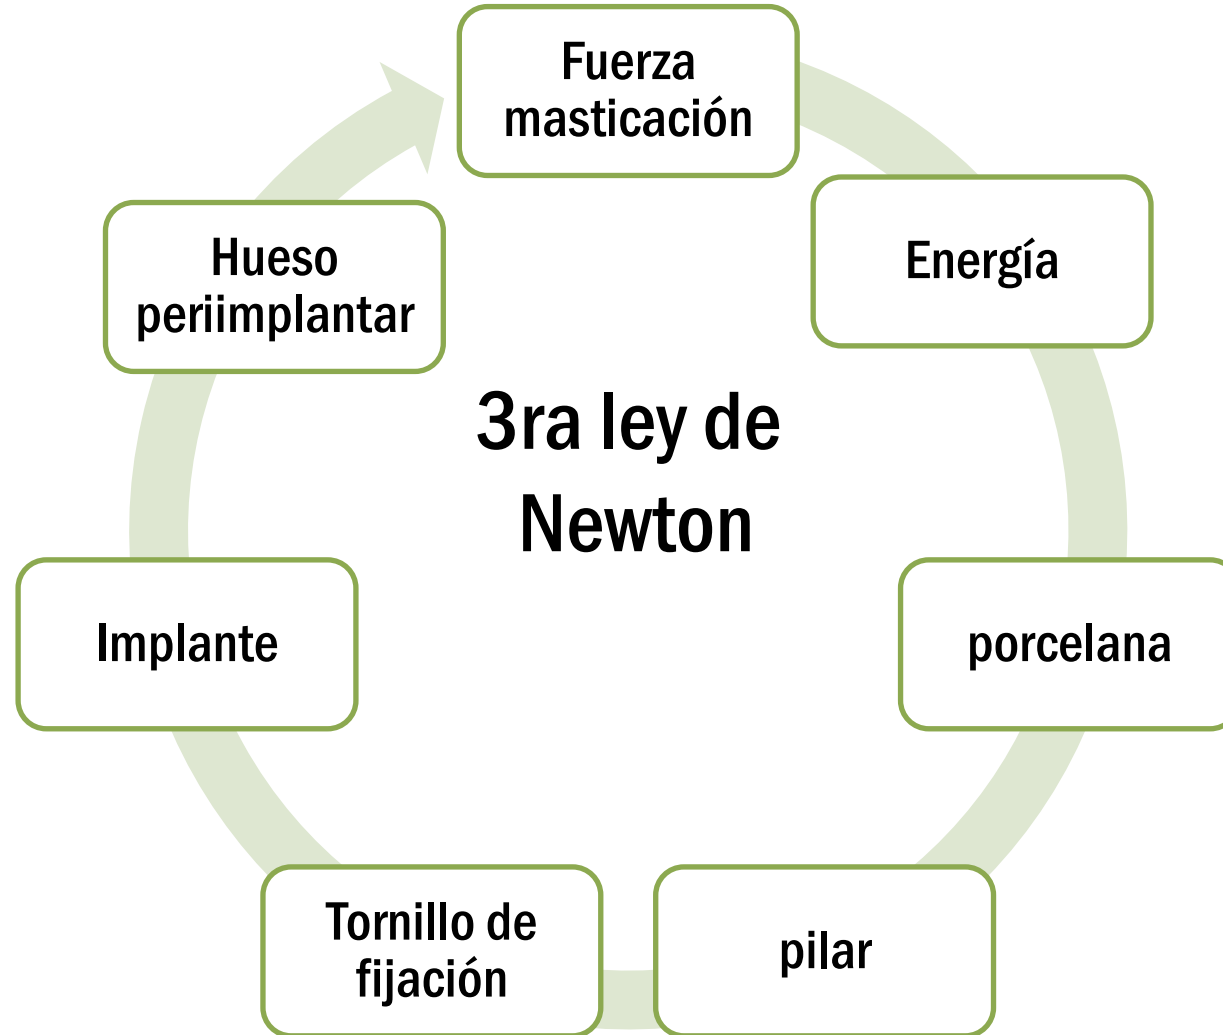 Fuerza
masticación
Energía
porcelana
pilar
Tornillo de
fijación
Implante
Hueso
periimplantar
3ra ley de
Newton